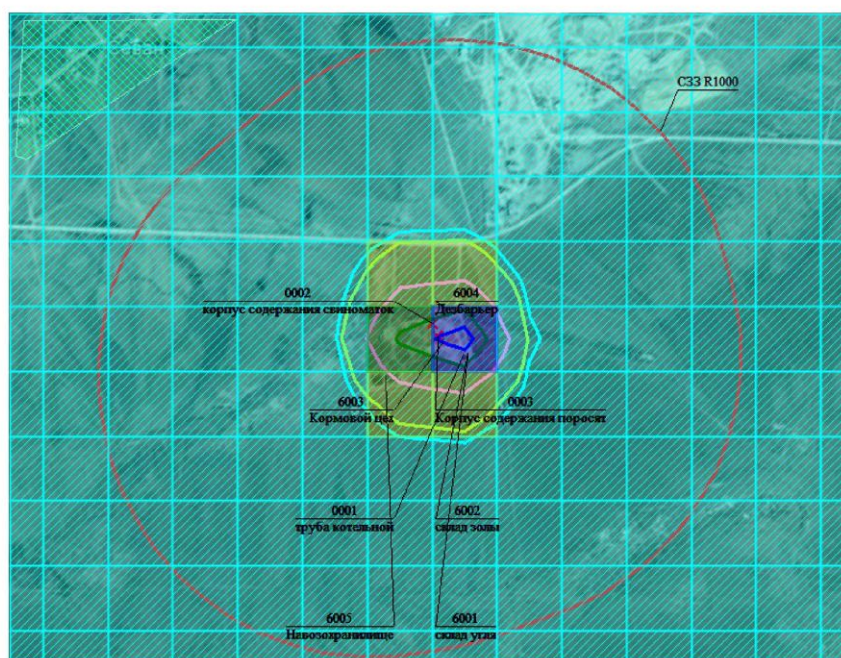 СЗЗ R1000
0002
корпус содержания свиноматок
6004
Дезбарьер
6003
Кормовой цех
0003
Корпус содержания поросят
0001
труба котельной
6002
склад золы
6005
Навозохранилище
6001
склад угля